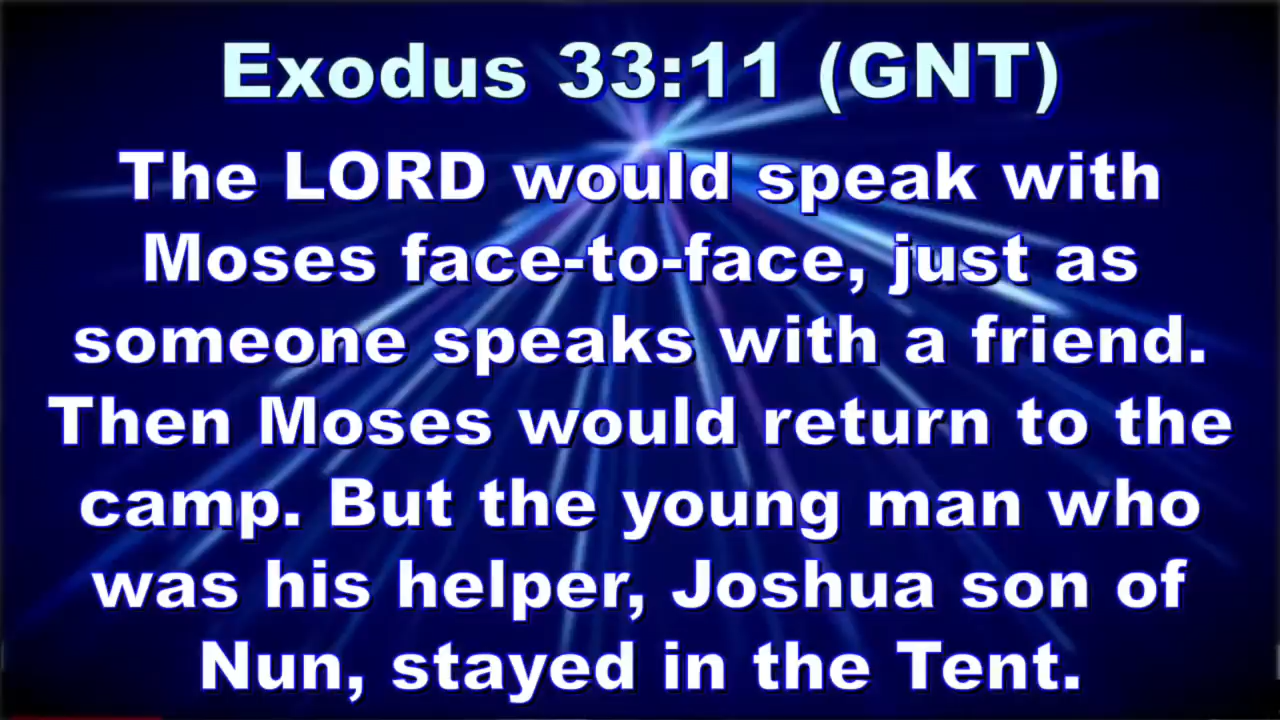 Exodus 33:11 (GNT)
The LORD would speak with
Moses face-to-face, just as
someone speaks with a friend.
Then Moses would return to the
camp. But the young man who
was his helper, Joshua son of
Nun, stayed in the Tent.